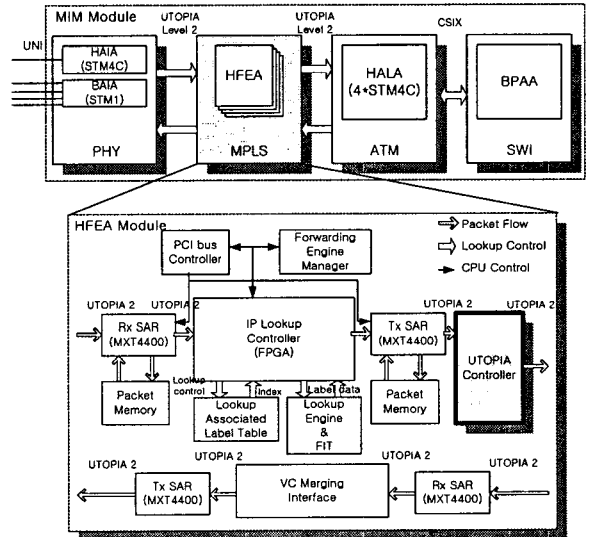 MIM Module
UTOPIA
Level 2
UTOPIA
Level 2
CSIX
UNI
HAIA
(STM4C)
BAIA
(STM1)
PHY
HFEA
MPLS
HALA
(4*STM4C)
ATM
BPAA
SWI
HFEA Module
Packet Flow
Lookup Control
CPU Control
PCI bus
Controller
Forwarding
Engine
Manager
UTOPIA 2
UTOPIA 2
UTOPIA 2
UTOPIA 2
Rx SAR
(MXT4400)
IP Lookup
Controller
(FPGA)
Tx SAR
(MXT4400)
UTOPIA
Controller
Packet
Memory
Lookup
control
Index
Label data
Lookup
Associated
Label Table
Lookup
Engine
&
FIT
Packet
Memory
UTOPIA 2
UTOPIA 2
UTOPIA 2
UTOPIA 2
Tx SAR
(MXT4400)
VC Merging
Interface
Rx SAR
(MXT4400)